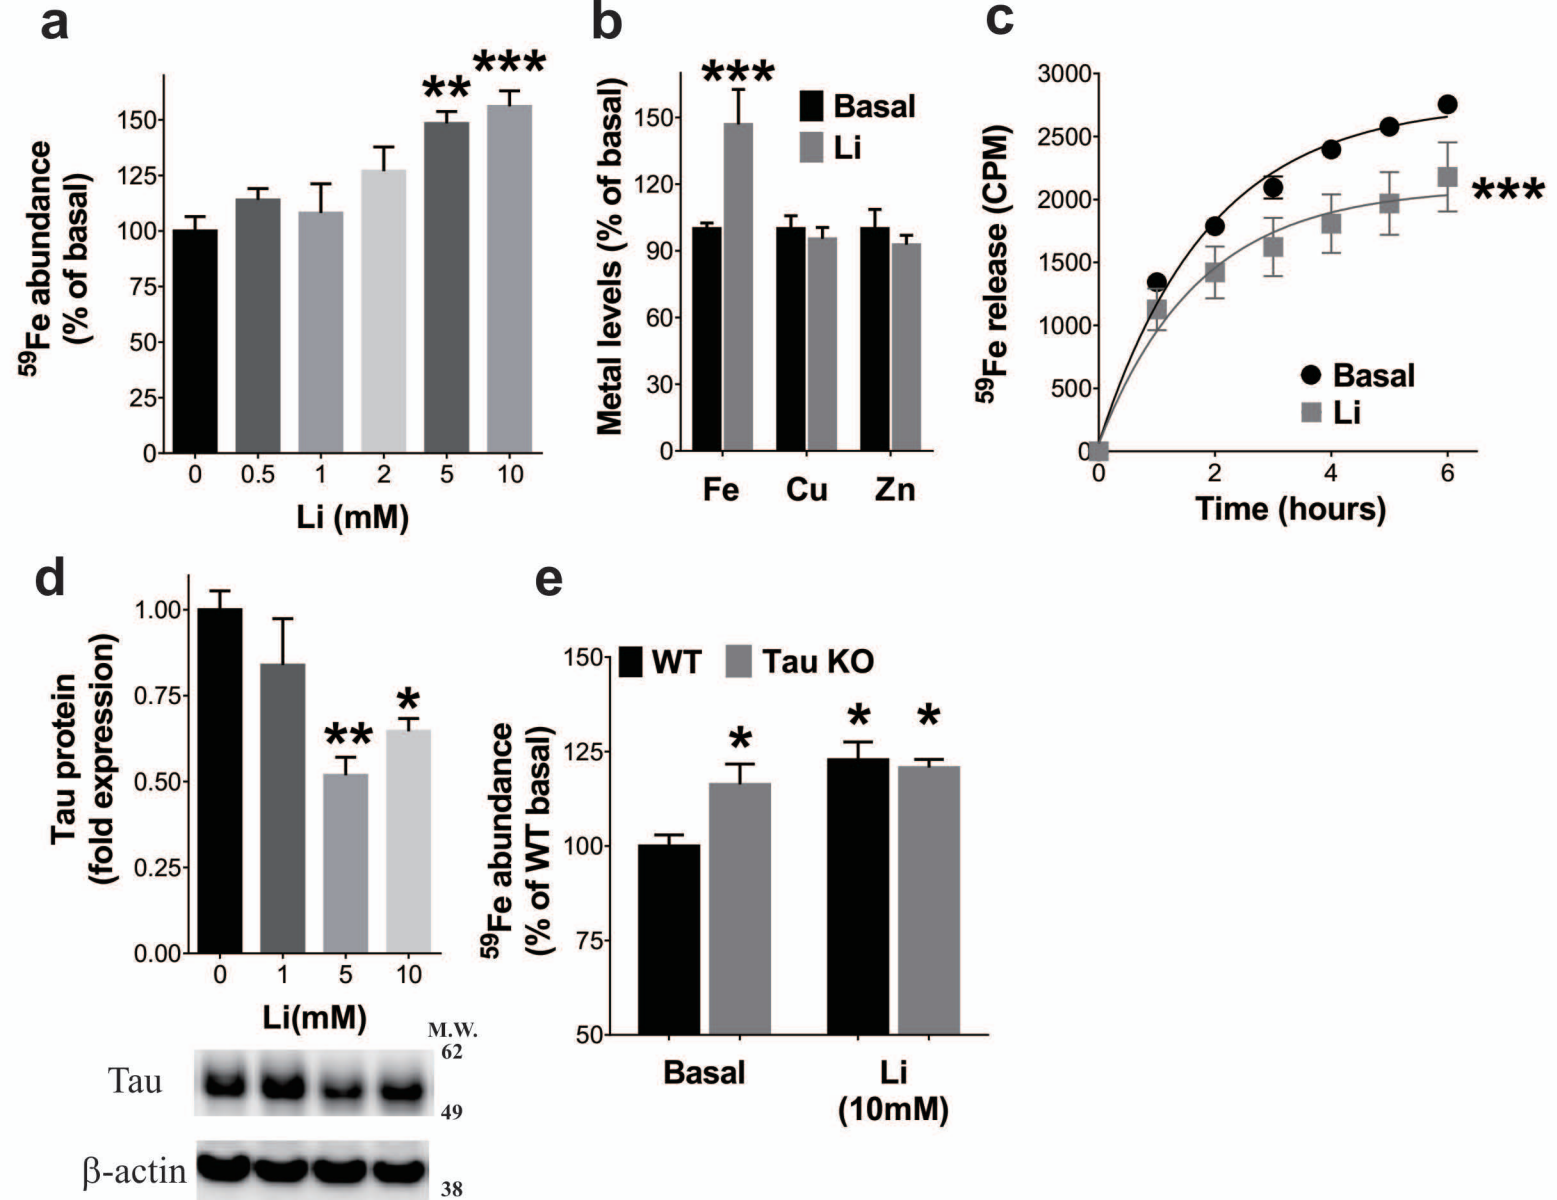 a
⁵⁹Fe abundance
(% of basal)
150
125
100
75
50
25
0
** ***
0 0.5 1 2 5 10
Li (mM)
b
Metal levels (% of basal)
150
120
90
60
30
0
***
Basal
Li
Fe Cu Zn
c
⁵⁹Fe release (CPM)
3000
2500
2000
1500
1000
500
0
***
Basal
Li
0 2 4 6
Time (hours)
d
Tau protein
(fold expression)
1.00
0.75
0.50
0.25
0.00
** *
0 1 5 10
Li(mM)
M.W.
62
Tau
49
β-actin
38
e
⁵⁹Fe abundance
(% of WT basal)
150
125
100
75
50
WT Tau KO
* * *
Basal Li
(10mM)